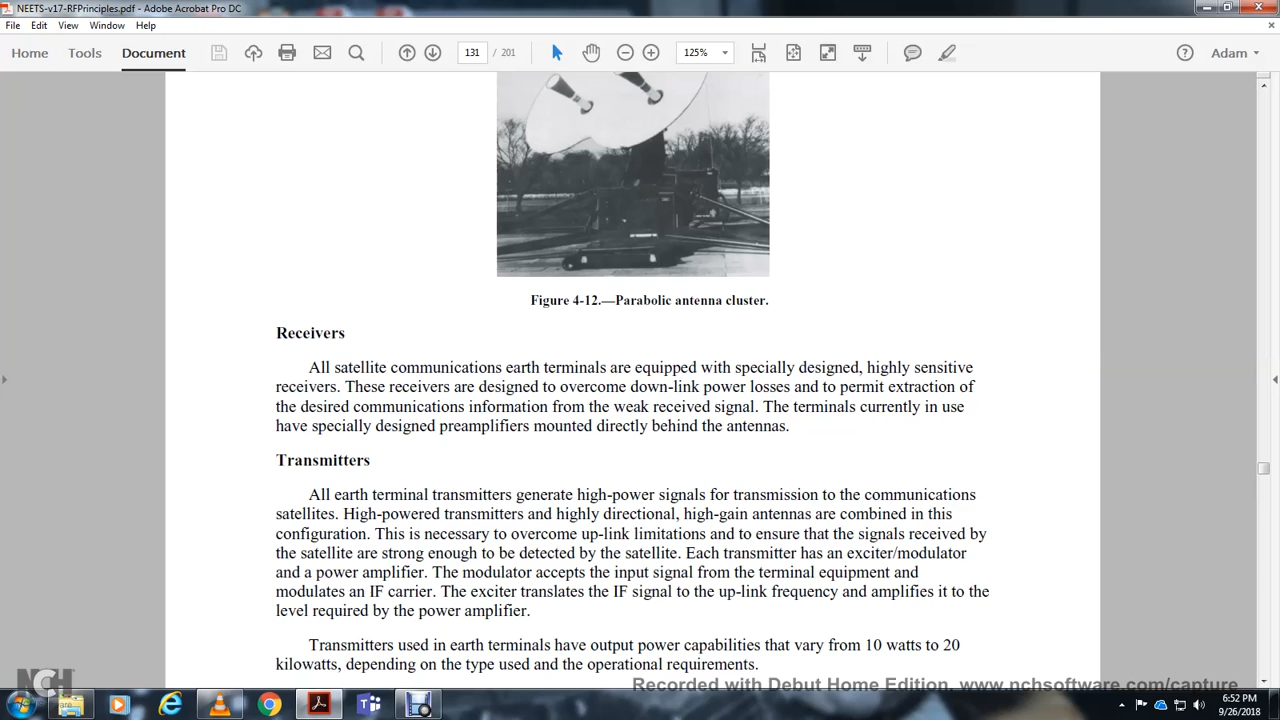 NEETS-v17-RFPrinciples.pdf - Adobe Acrobat Pro DC
File Edit View Window Help
Home Tools Document 131 / 201 125% Adam
Figure 4-12.—Parabolic antenna cluster.
Receivers
All satellite communications earth terminals are equipped with specially designed, highly sensitive
receivers. These receivers are designed to overcome down-link power losses and to permit extraction of
the desired communications information from the weak received signal. The terminals currently in use
have specially designed preamplifiers mounted directly behind the antennas.
Transmitters
All earth terminal transmitters generate high-power signals for transmission to the communications
satellites. High-powered transmitters and highly directional, high-gain antennas are combined in this
configuration. This is necessary to overcome up-link limitations and to ensure that the signals received by
the satellite are strong enough to be detected by the satellite. Each transmitter has an exciter/modulator
and a power amplifier. The modulator accepts the input signal from the terminal equipment and
modulates an IF carrier. The exciter translates the IF signal to the up-link frequency and amplifies it to the
level required by the power amplifier.
Transmitters used in earth terminals have output power capabilities that vary from 10 watts to 20
kilowatts, depending on the type used and the operational requirements.
NCH
Recorded with Debut Home Edition. www.nchsoftware.com/capture
6:52 PM
9/26/2018